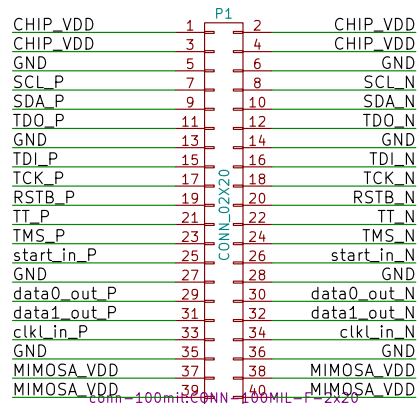 P1
CHIP_VDD 1 2 CHIP_VDD
CHIP_VDD 3 4 CHIP_VDD
GND 5 6 GND
SCL_P 7 8 SCL_N
SDA_P 9 10 SDA_N
TDO_P 11 12 TDO_N
GND 13 14 GND
TDI_P 15 16 TDI_N
TCK_P 17 18 TCK_N
RSTB_P 19 20 RSTB_N
TT_P 21 22 TT_N
TMS_P 23 24 TMS_N
start_in_P 25 26 start_in_N
GND 27 28 GND
data0_out_P 29 30 data0_out_N
data1_out_P 31 32 data1_out_N
clkl_in_P 33 34 clkl_in_N
GND 35 36 GND
MIMOSA_VDD 37 38 MIMOSA_VDD
MIMOSA_VDD 39 40 MIMOSA_VDD
CONN_02X20
conn-100mil:CONN-100MIL-F-2x20